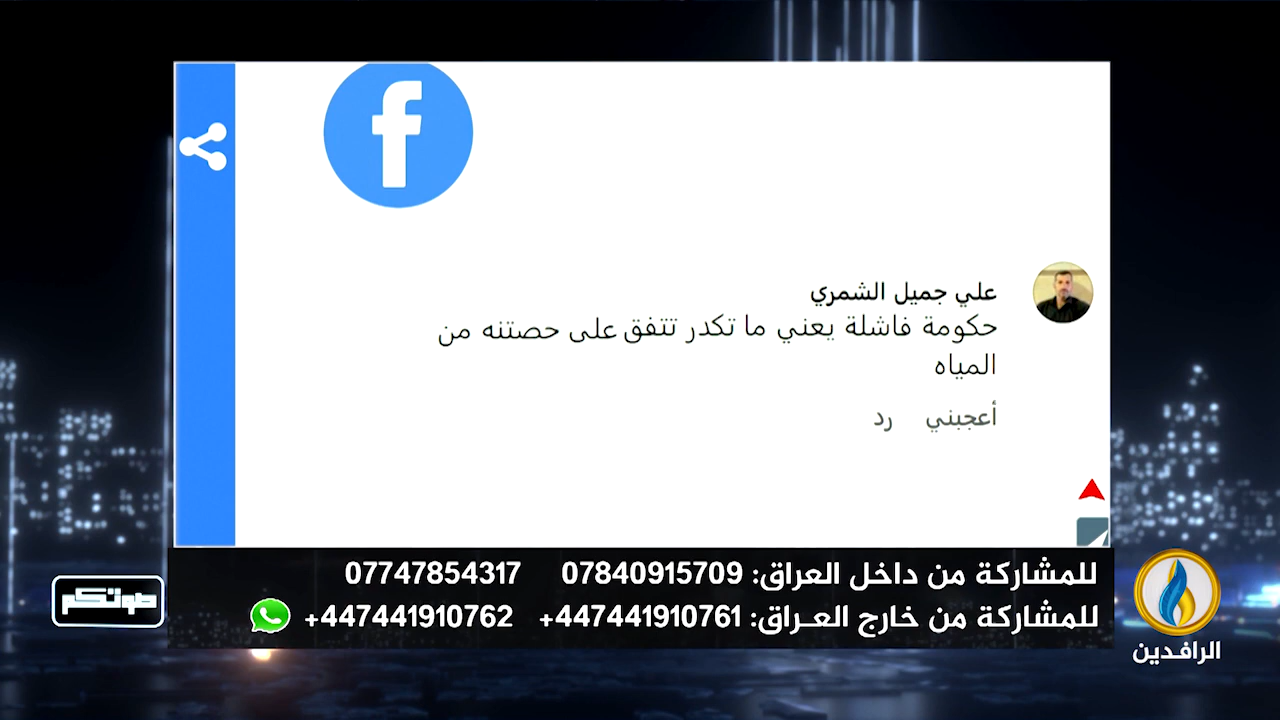 علي جميل الشمري
حكومة فاشلة يعني ما تكدر تتفق على حصتنه من
المياه
أعجبني رد
للمشاركة من داخل العراق: 07840915709 07747854317
للمشاركة من خارج العـراق: 447441910761+ 447441910762+
صوتكم
الرافدين